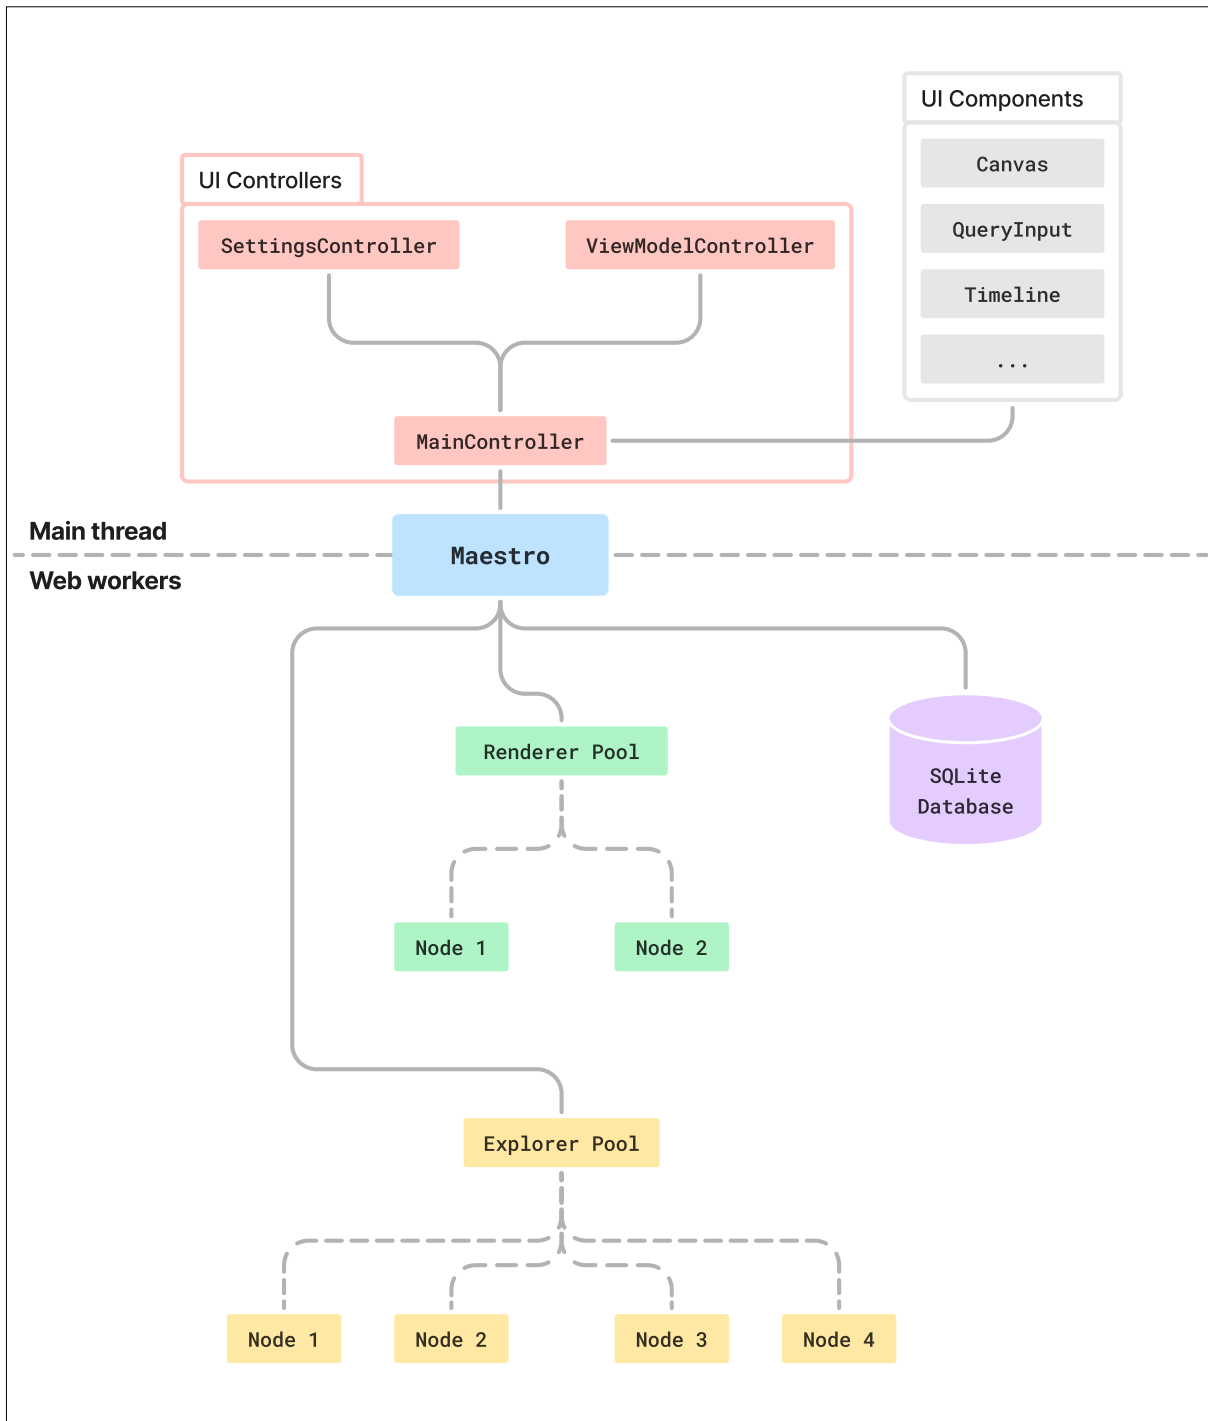 UI Components
Canvas
QueryInput
Timeline
...
UI Controllers
SettingsController
ViewModelController
MainController
Main thread
Maestro
Web workers
Renderer Pool
SQLite
Database
Node 1
Node 2
Explorer Pool
Node 1
Node 2
Node 3
Node 4